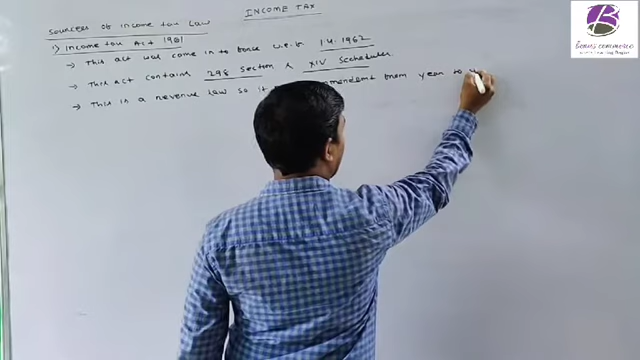 INCOME TAX
Sources of income tax Law
1) Income tax Act 1961
→ This act was come in to force w.e.b 1.4.1962
→ This Act contains 298 Section & XIV Schedules.
→ This is a revenue law so it amendment from year to
Bonus commerce